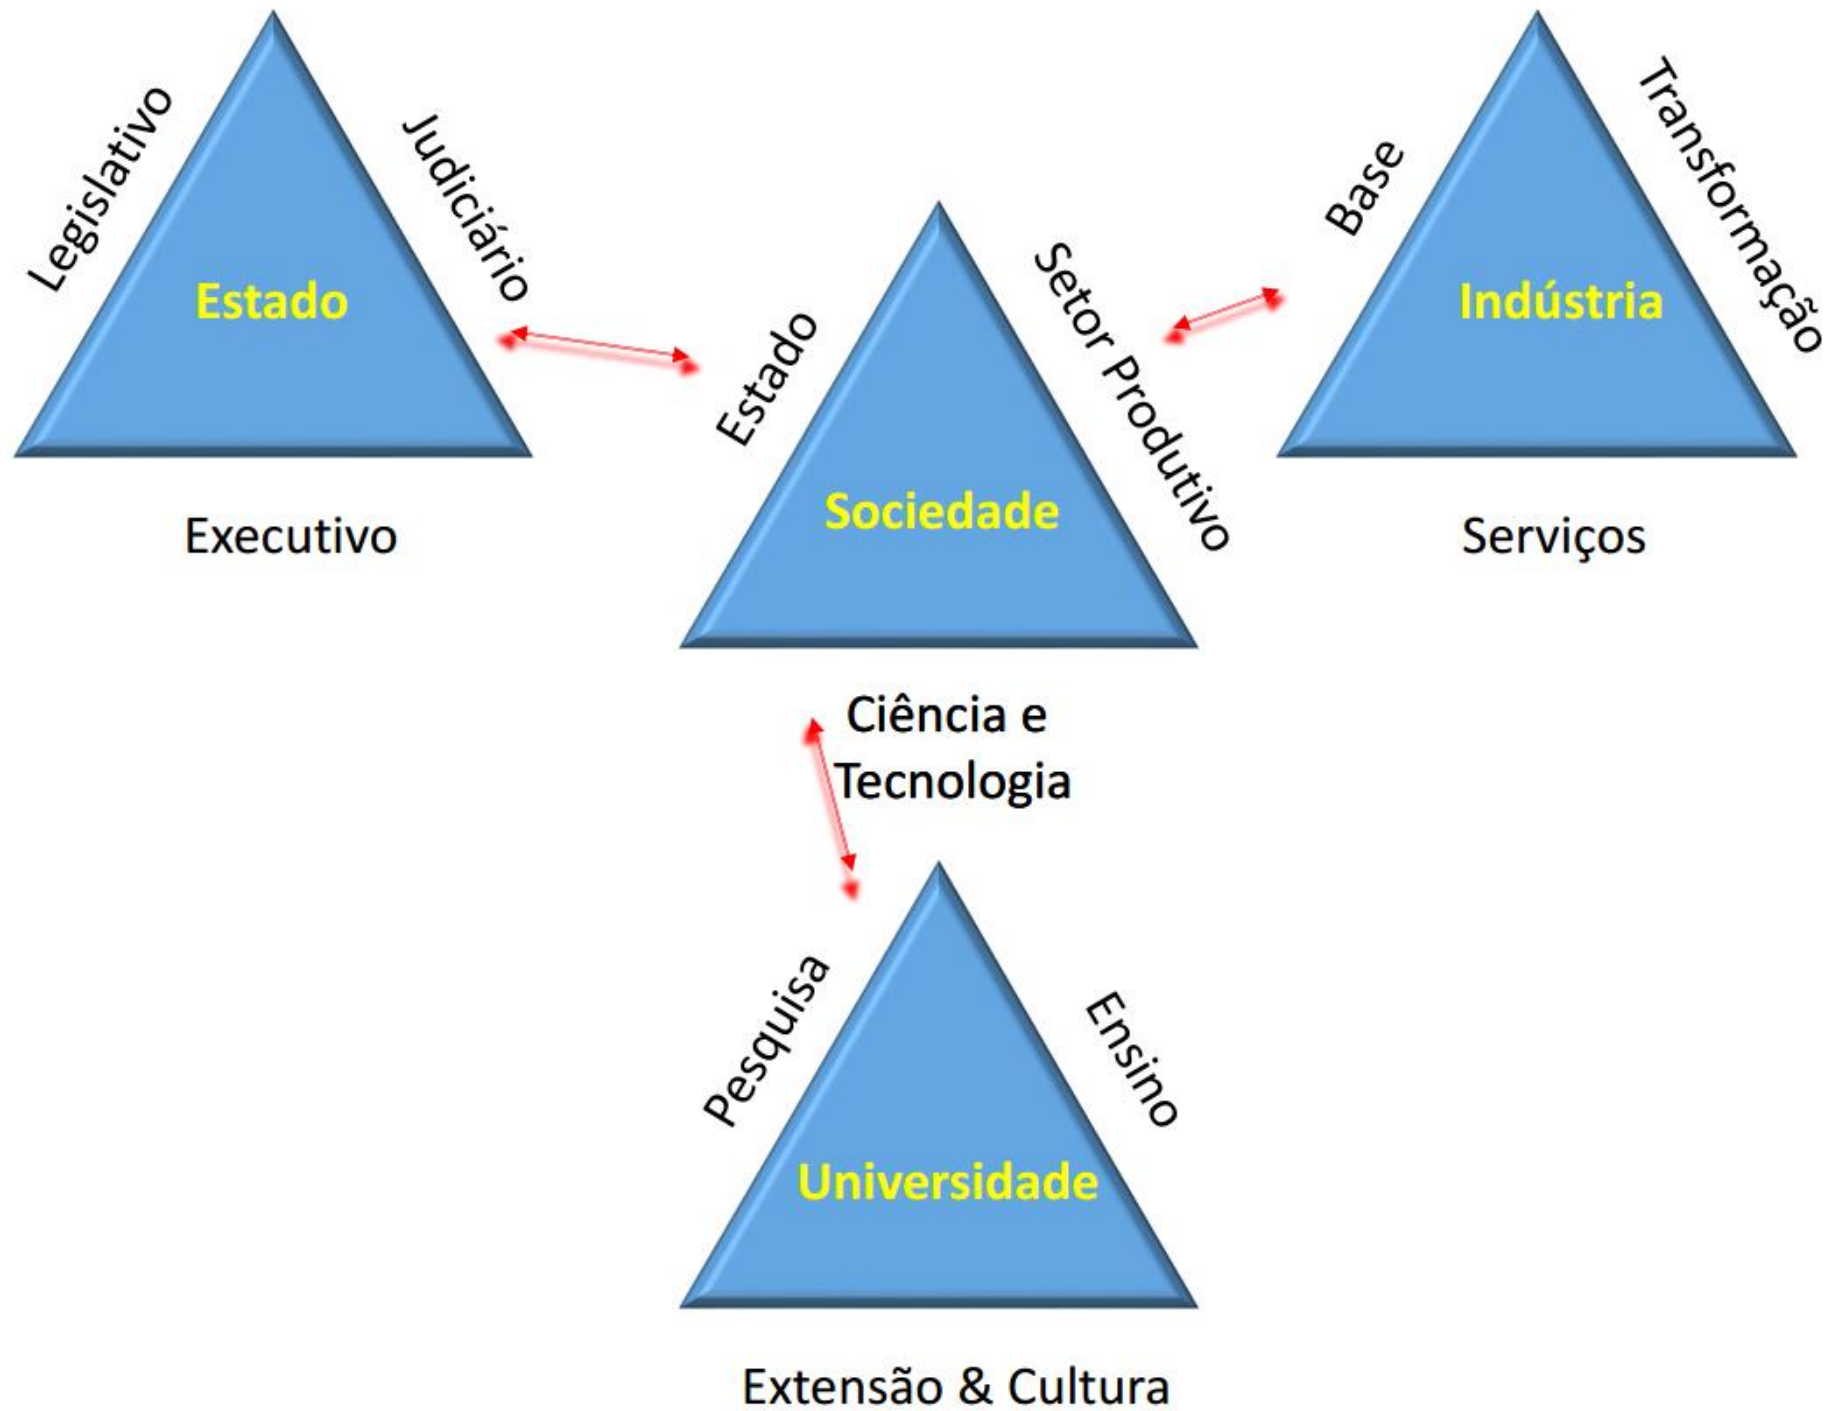 Legislativo
Judiciário
Estado
Executivo
Base
Transformação
Indústria
Serviços
Estado
Setor Produtivo
Sociedade
Ciência e
Tecnologia
Pesquisa
Ensino
Universidade
Extensão & Cultura